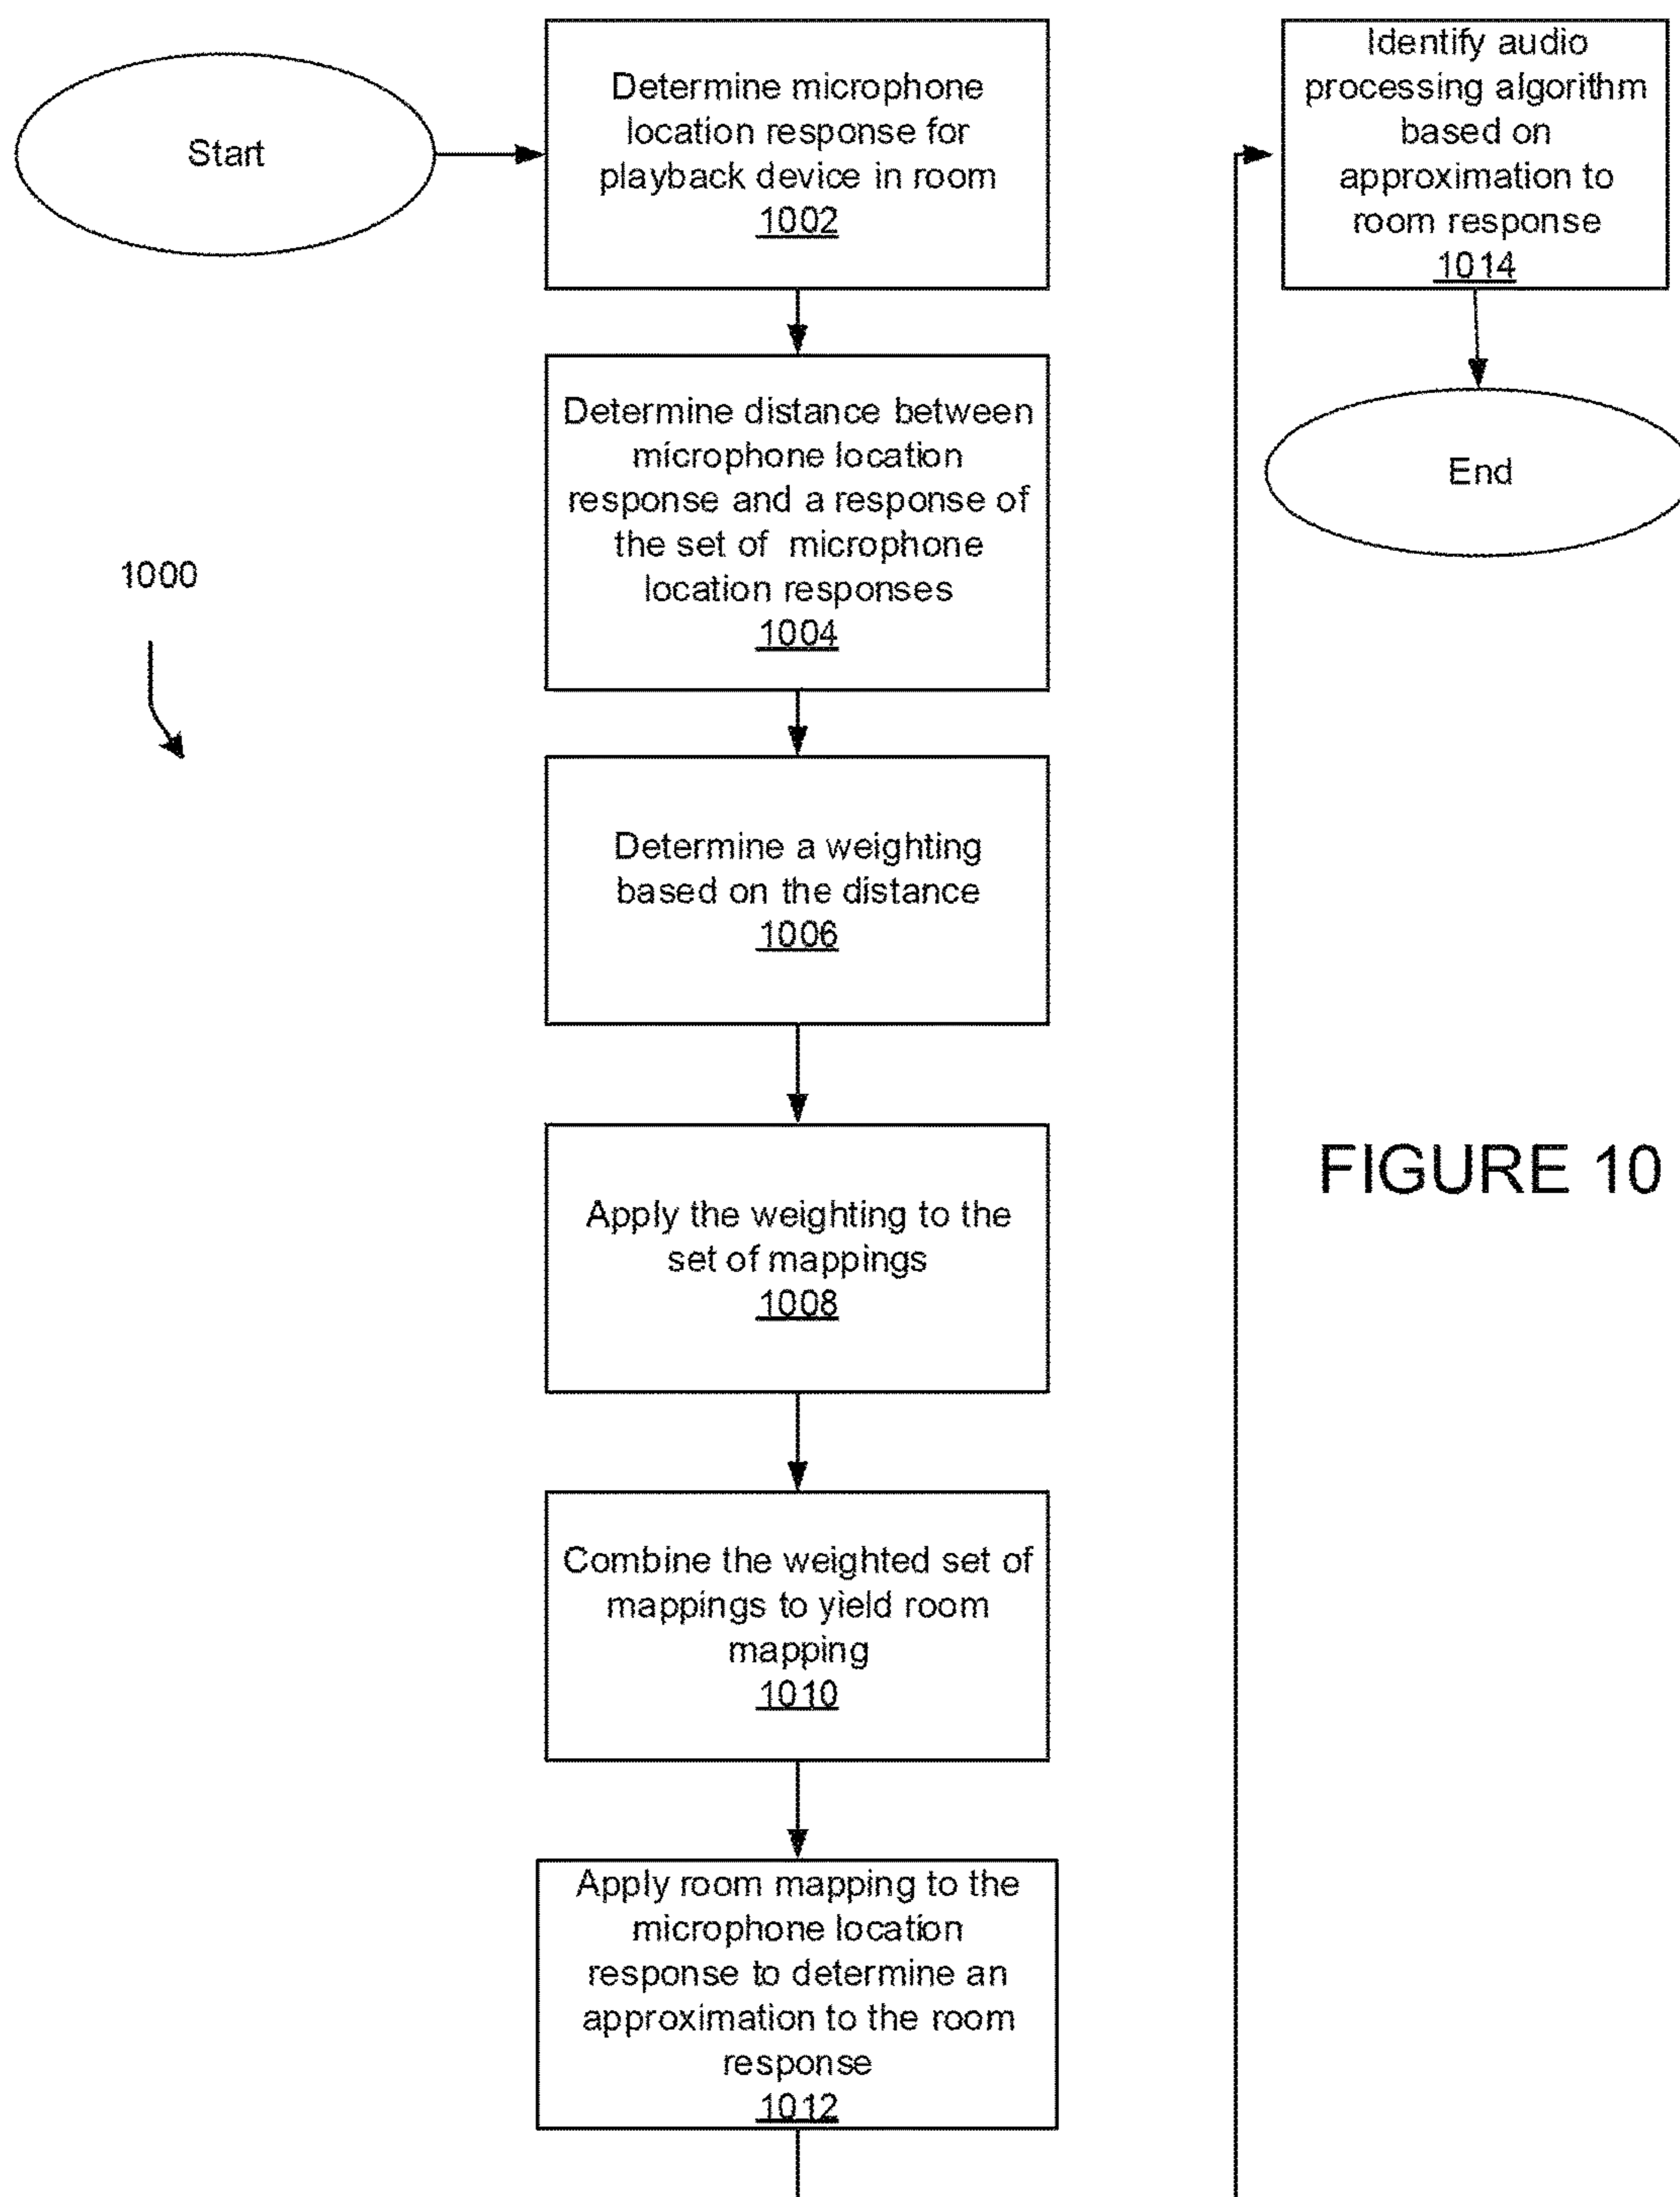 Start
Determine microphone
location response for
playback device in room
1002
Determine distance between
microphone location
response and a response of
the set of microphone
location responses
1004
1000
Determine a weighting
based on the distance
1006
Apply the weighting to the
set of mappings
1008
Combine the weighted set of
mappings to yield room
mapping
1010
Apply room mapping to the
microphone location
response to determine an
approximation to the room
response
1012
Identify audio
processing algorithm
based on
approximation to
room response
1014
End
FIGURE 10